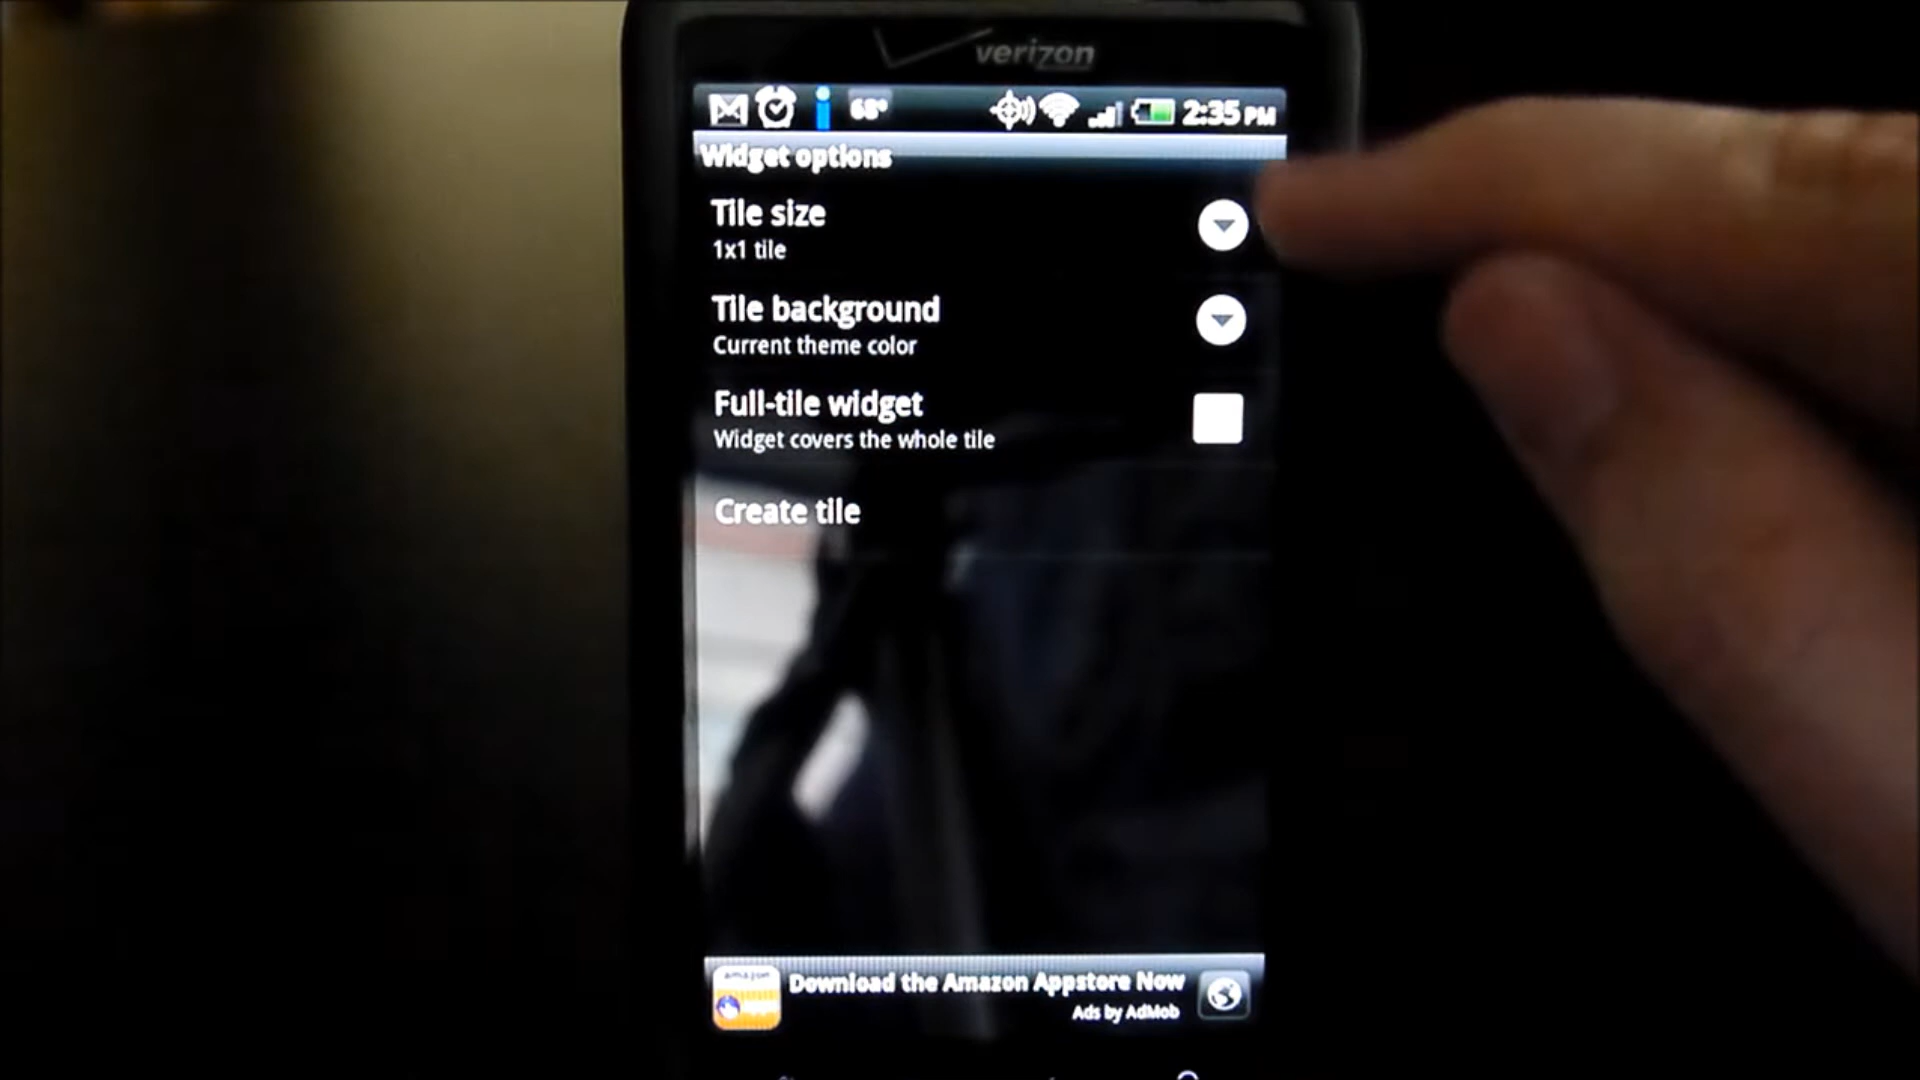 verizon
68° 2:35 PM
Widget options
Tile size
1x1 tile
Tile background
Current theme color
Full-tile widget
Widget covers the whole tile
Create tile
amazon
Download the Amazon Appstore Now
Ads by AdMob